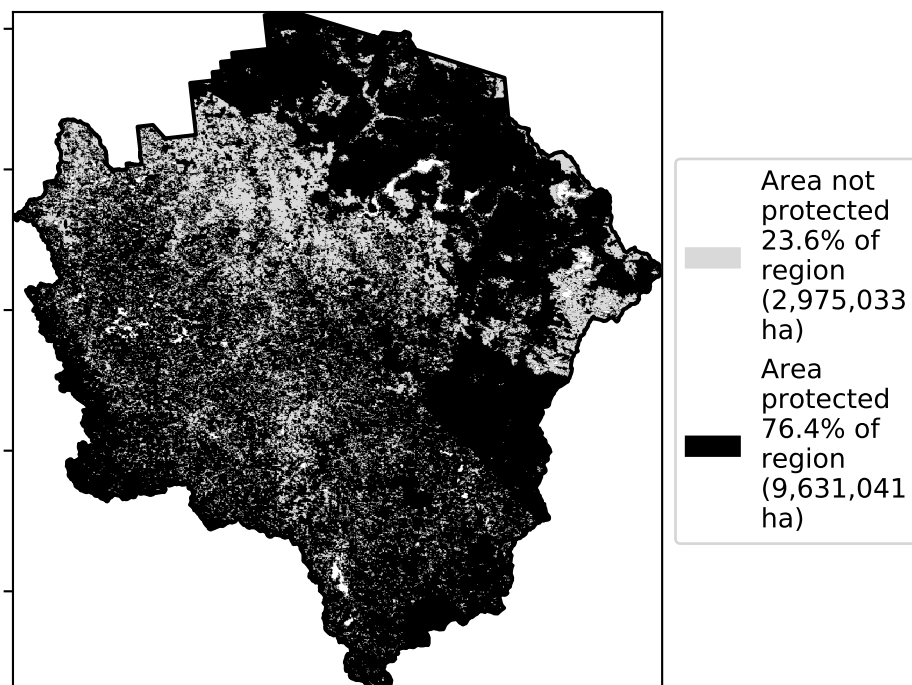 Area not
protected
23.6% of
region
(2,975,033
ha)
Area
protected
76.4% of
region
(9,631,041
ha)